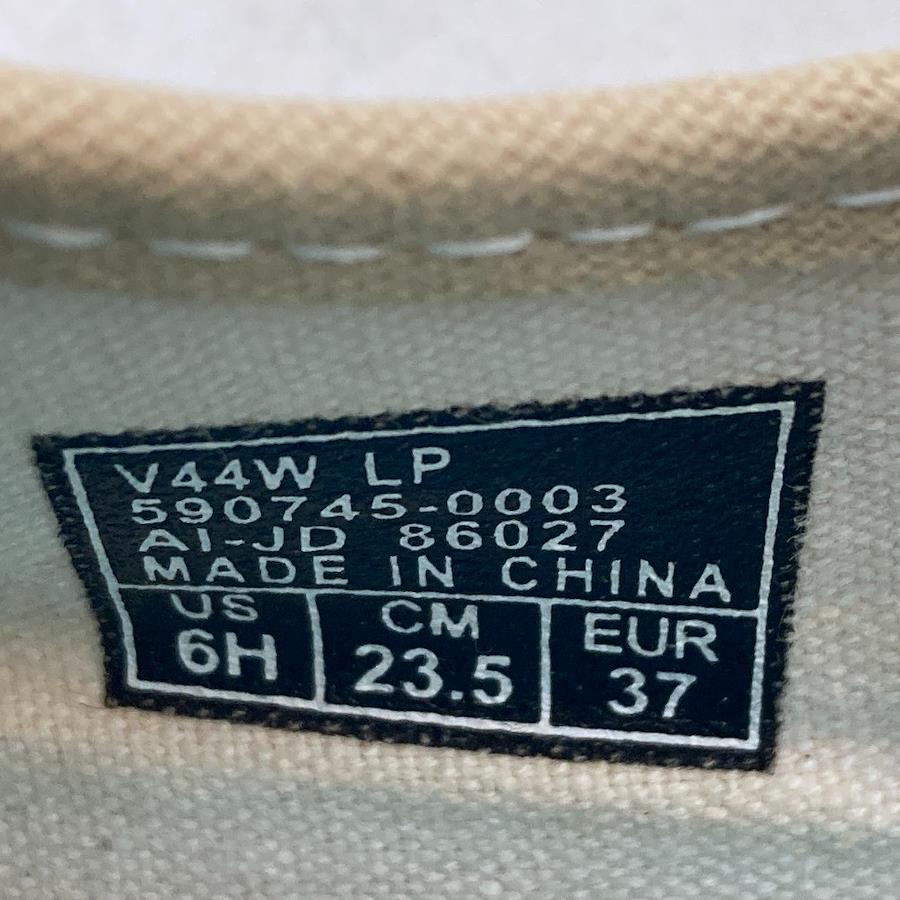 V44W LP
590745-0003
AI-JD 86027
MADE IN CHINA
US CM EUR
6H 23.5 37